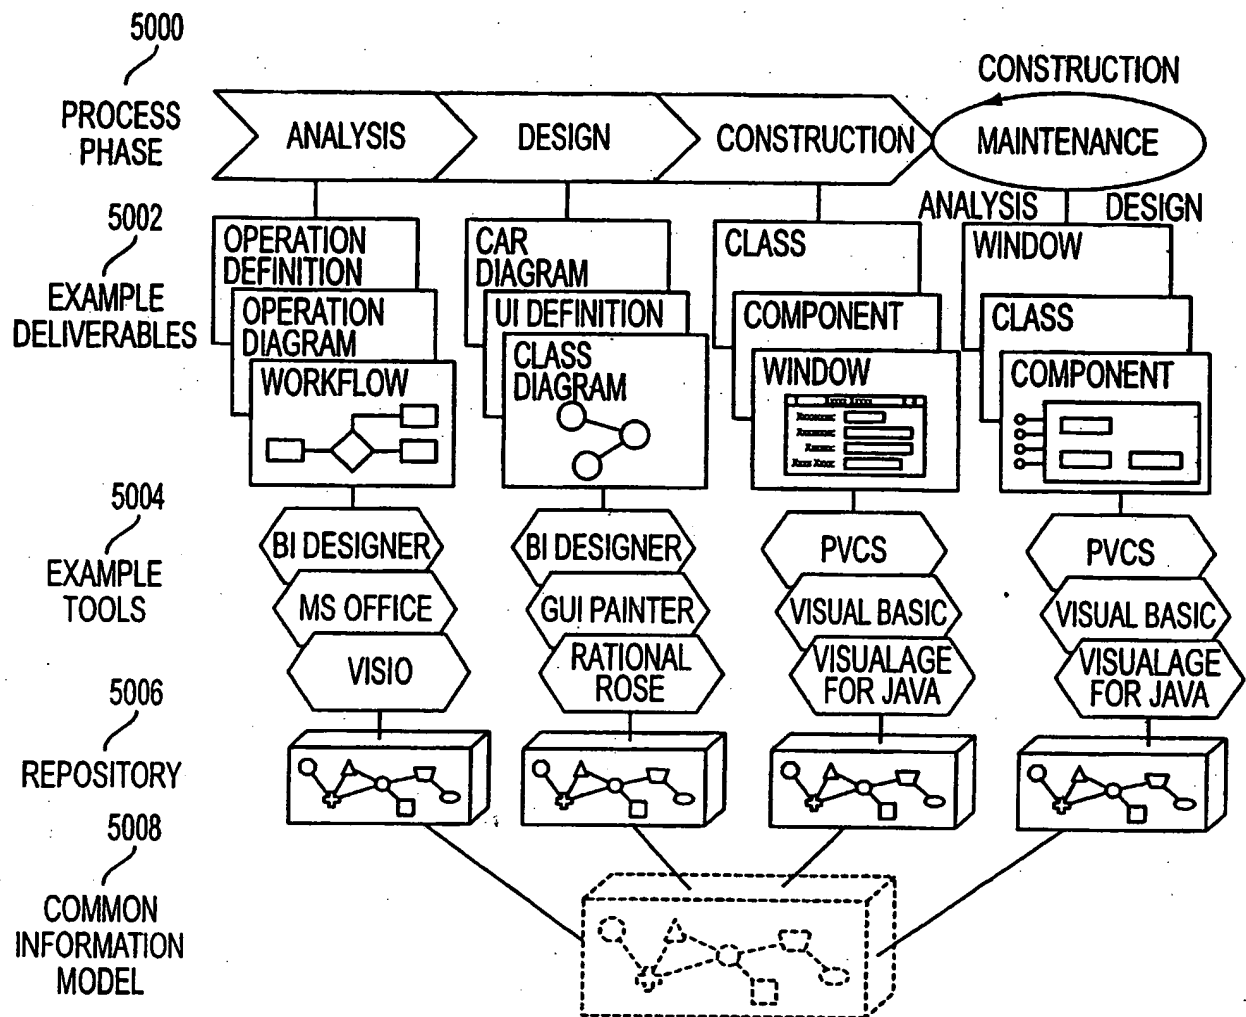 5000
PROCESS
PHASE
ANALYSIS
DESIGN
CONSTRUCTION
CONSTRUCTION
MAINTENANCE
ANALYSIS
DESIGN
5002
EXAMPLE
DELIVERABLES
OPERATION
DEFINITION
OPERATION
DIAGRAM
WORKFLOW
CAR
DIAGRAM
UI DEFINITION
CLASS
DIAGRAM
CLASS
COMPONENT
WINDOW
WINDOW
CLASS
COMPONENT
5004
EXAMPLE
TOOLS
BI DESIGNER
MS OFFICE
VISIO
BI DESIGNER
GUI PAINTER
RATIONAL
ROSE
PVCS
VISUAL BASIC
VISUALAGE
FOR JAVA
PVCS
VISUAL BASIC
VISUALAGE
FOR JAVA
5006
REPOSITORY
5008
COMMON
INFORMATION
MODEL